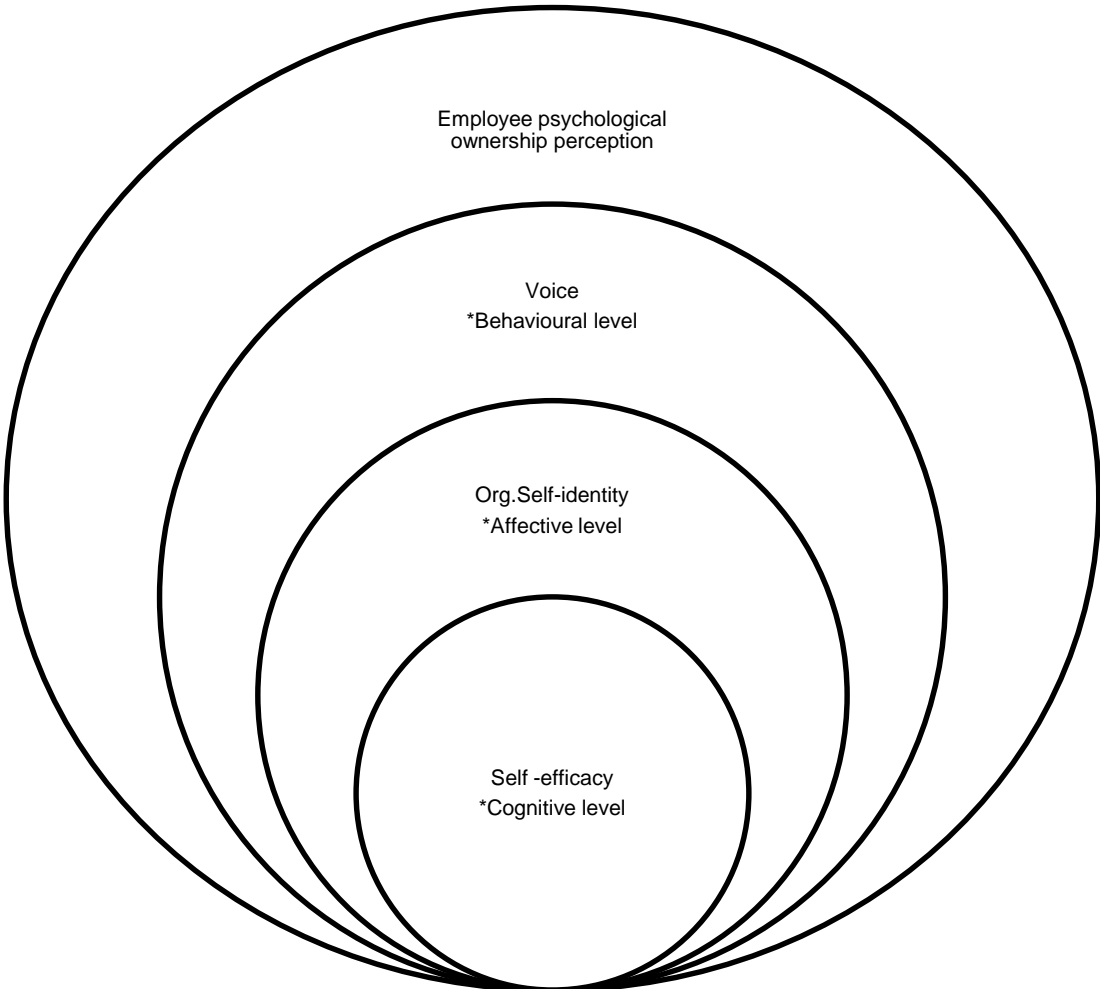 Employee psychological
ownership perception
Voice
*Behavioural level
Org.Self-identity
*Affective level
Self -efficacy
*Cognitive level